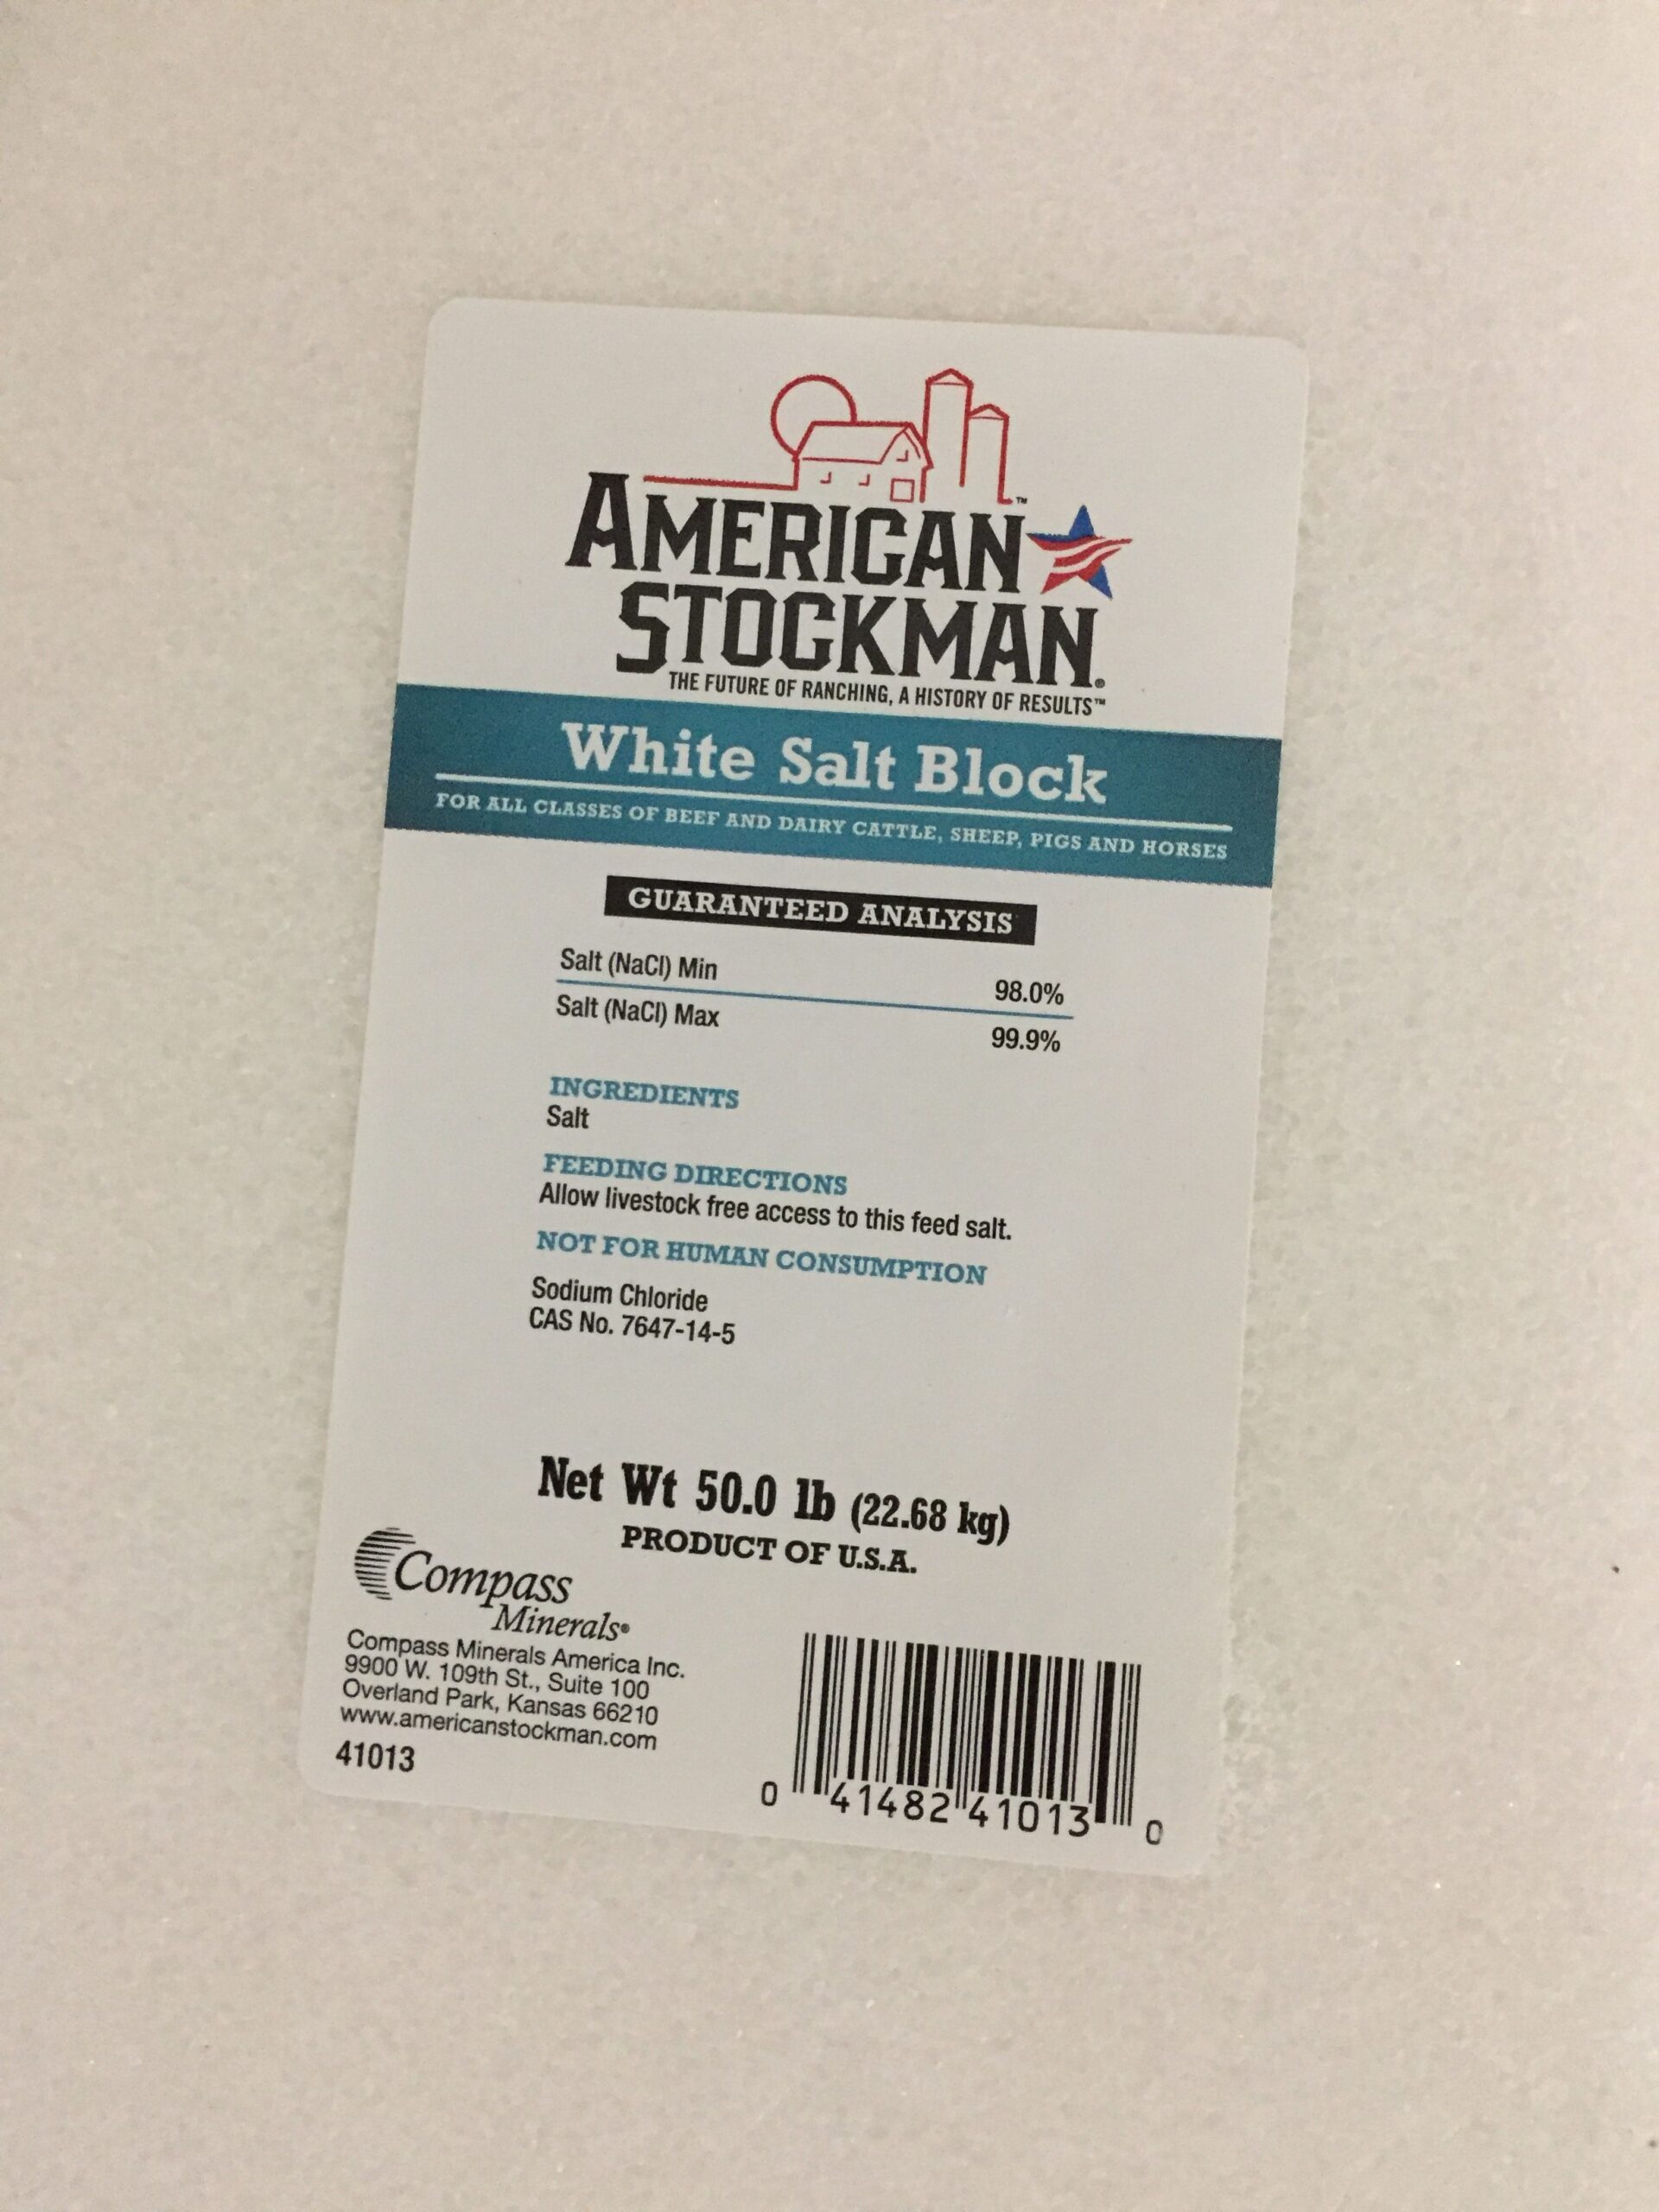 AMERICAN
STOCKMAN®
THE FUTURE OF RANCHING, A HISTORY OF RESULTS™
White Salt Block
FOR ALL CLASSES OF BEEF AND DAIRY CATTLE, SHEEP, PIGS AND HORSES
GUARANTEED ANALYSIS
Salt (NaCl) Min 98.0%
Salt (NaCl) Max 99.9%
INGREDIENTS
Salt
FEEDING DIRECTIONS
Allow livestock free access to this feed salt.
NOT FOR HUMAN CONSUMPTION
Sodium Chloride
CAS No. 7647-14-5
Net Wt 50.0 lb (22.68 kg)
PRODUCT OF U.S.A.
Compass
Minerals®
Compass Minerals America Inc.
9900 W. 109th St., Suite 100
Overland Park, Kansas 66210
www.americanstockman.com
41013
0 41482 41013 0